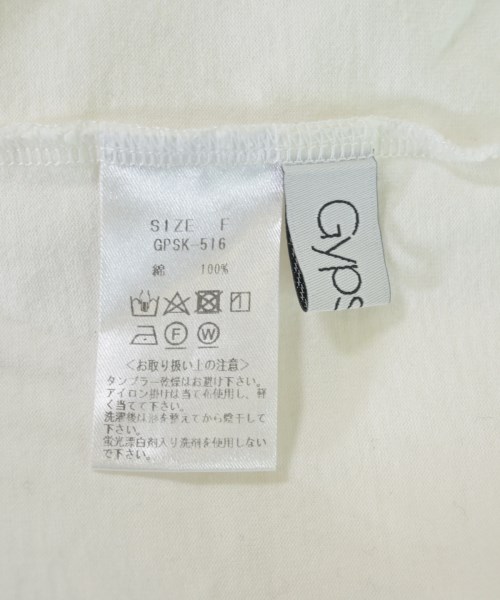 SIZE F
GPSK-516
綿 100%
F W
<お取り扱い上の注意>
タンブラー乾燥はお避け下さい。
アイロン掛けは当て布使用し、軽
く当てて下さい。
洗濯後は形を整えてから陰干して
下さい。
蛍光漂白剤入り洗剤を使用しない
で下さい。
Gyps